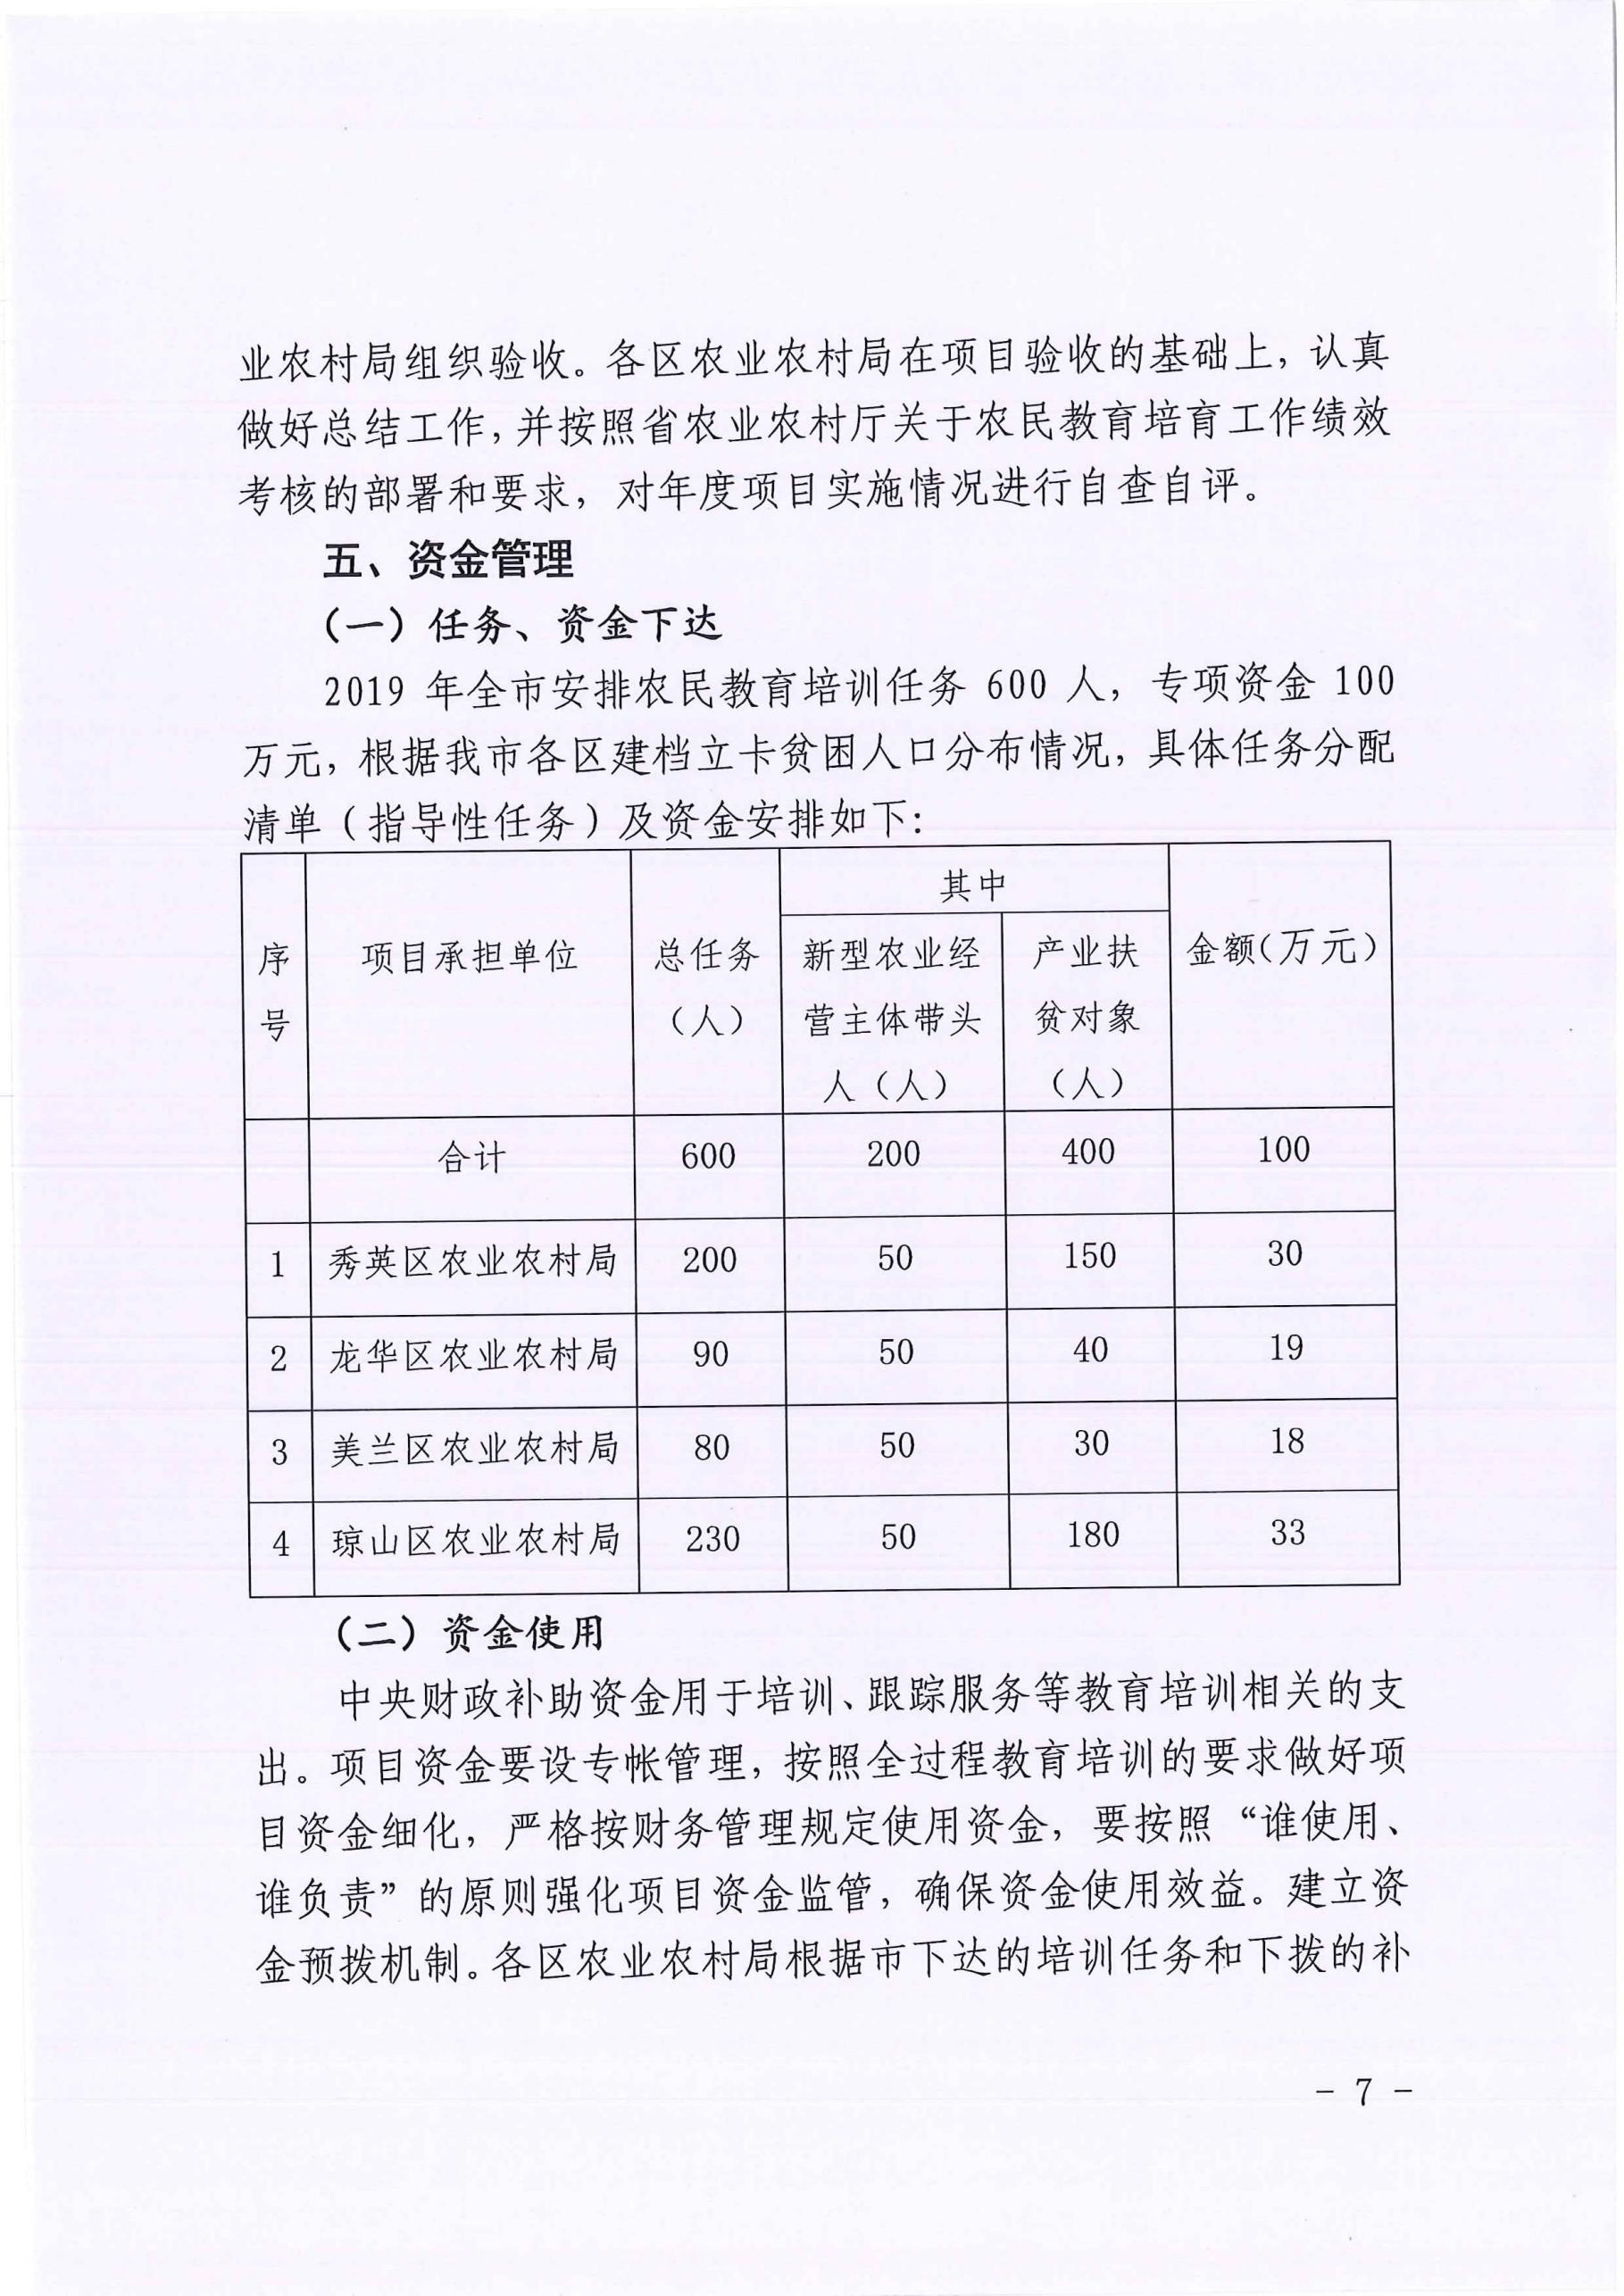 业农村局组织验收。各区农业农村局在项目验收的基础上，认真
做好总结工作，并按照省农业农村厅关于农民教育培育工作绩效
考核的部署和要求，对年度项目实施情况进行自查自评。
五、资金管理
（一）任务、资金下达
2019 年全市安排农民教育培训任务 600 人，专项资金 100
万元，根据我市各区建档立卡贫困人口分布情况，具体任务分配
清单（指导性任务）及资金安排如下：
序号 项目承担单位 总任务（人） 其中 金额（万元）
新型农业经营主体带头人（人） 产业扶贫对象（人）
合计 600 200 400 100
1 秀英区农业农村局 200 50 150 30
2 龙华区农业农村局 90 50 40 19
3 美兰区农业农村局 80 50 30 18
4 琼山区农业农村局 230 50 180 33
（二）资金使用
中央财政补助资金用于培训、跟踪服务等教育培训相关的支
出。项目资金要设专帐管理，按照全过程教育培训的要求做好项
目资金细化，严格按财务管理规定使用资金，要按照“谁使用、
谁负责”的原则强化项目资金监管，确保资金使用效益。建立资
金预拨机制。各区农业农村局根据市下达的培训任务和下拨的补
- 7 -